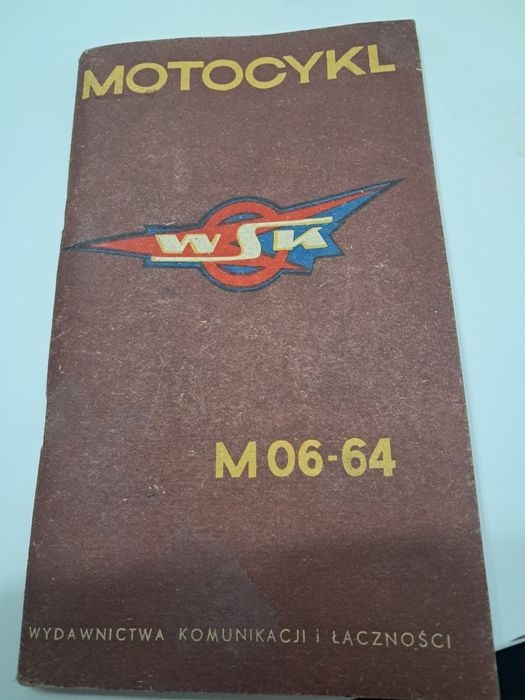 MOTOCYKL
WSK
M 06-64
WYDAWNICTWA KOMUNIKACJI i ŁĄCZNOŚCI